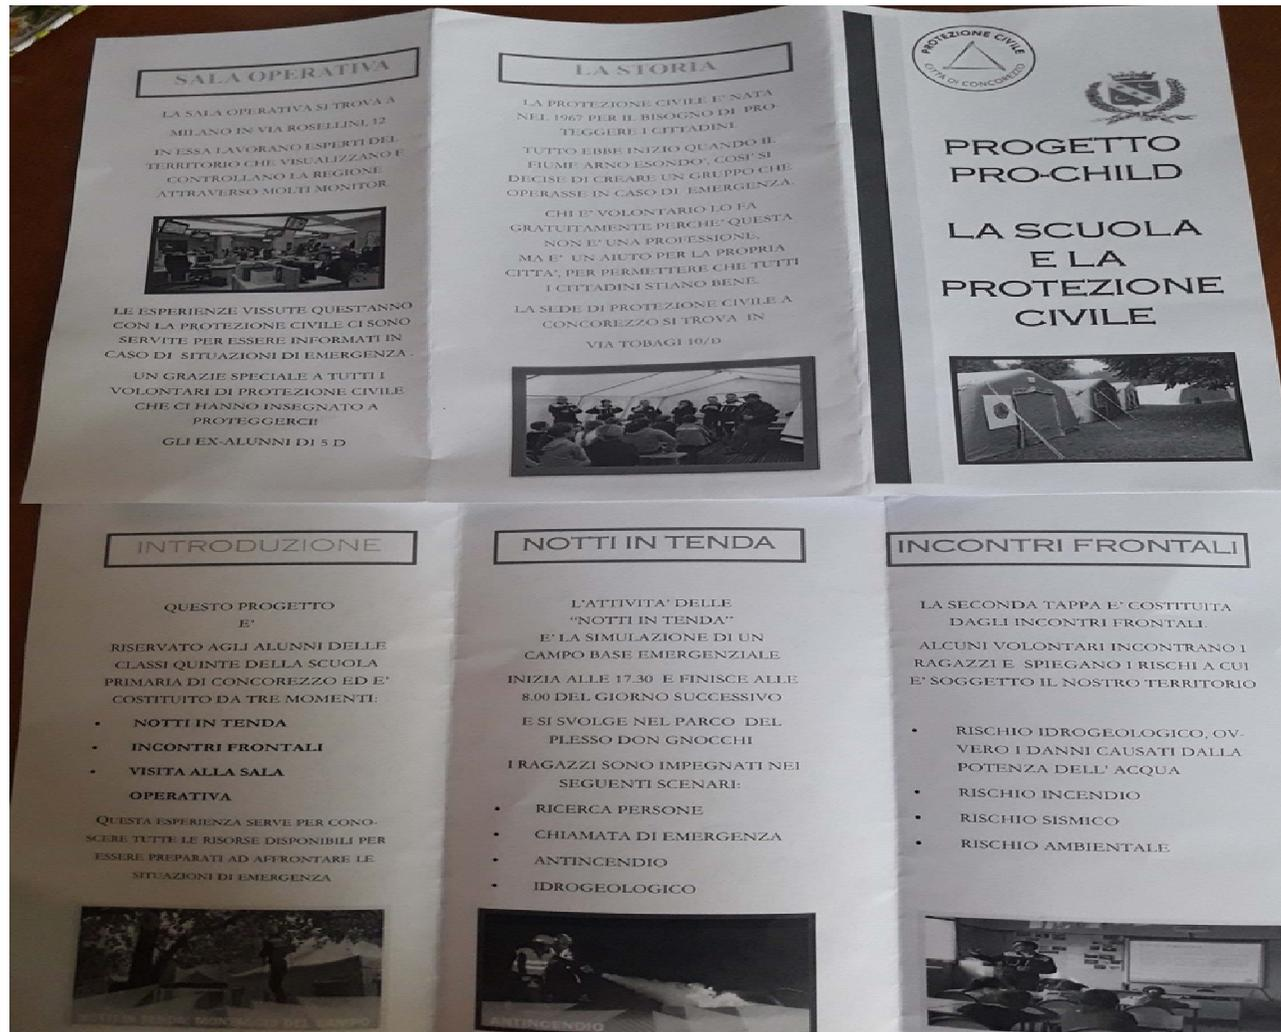 SALA OPERATIVA
LA SALA OPERATIVA SI TROVA A
MILANO IN VIA ROSELLINI, 12
IN ESSA LAVORANO ESPERTI DEL
TERRITORIO CHE VISUALIZZANO E
CONTROLLANO LA REGIONE
ATTRAVERSO MOLTI MONITOR
LE ESPERIENZE VISSUTE QUEST'ANNO
CON LA PROTEZIONE CIVILE CI SONO
SERVITE PER ESSERE INFORMATI IN
CASO DI SITUAZIONI DI EMERGENZA.
UN GRAZIE SPECIALE A TUTTI I
VOLONTARI DI PROTEZIONE CIVILE
CHE CI HANNO INSEGNATO A
PROTEGGERCI!
GLI EX-ALUNNI DI 5 D
LA STORIA
LA PROTEZIONE CIVILE E' NATA
NEL 1967 PER IL BISOGNO DI PRO-
TEGGERE I CITTADINI
TUTTO EBBE INIZIO QUANDO IL
FIUME ARNO ESONDO', COSI' SI
DECISE DI CREARE UN GRUPPO CHE
OPERASSE IN CASO DI EMERGENZA.
CHI E' VOLONTARIO LO FA
GRATUITAMENTE PERCHE' QUESTA
NON E' UNA PROFESSIONE,
MA E' UN AIUTO PER LA PROPRIA
CITTA', PER PERMETTERE CHE TUTTI
I CITTADINI STIANO BENE.
LA SEDE DI PROTEZIONE CIVILE A
CONCOREZZO SI TROVA IN
VIA TOBAGI 10/D
PROTEZIONE CIVILE
CITTA DI CONCOREZZO
PROGETTO
PRO-CHILD
LA SCUOLA
E LA
PROTEZIONE
CIVILE
INTRODUZIONE
QUESTO PROGETTO
E'
RISERVATO AGLI ALUNNI DELLE
CLASSI QUINTE DELLA SCUOLA
PRIMARIA DI CONCOREZZO ED E'
COSTITUITO DA TRE MOMENTI:
• NOTTI IN TENDA
• INCONTRI FRONTALI
• VISITA ALLA SALA
OPERATIVA
QUESTA ESPERIENZA SERVE PER CONO-
SCERE TUTTE LE RISORSE DISPONIBILI PER
ESSERE PREPARATI AD AFFRONTARE LE
SITUAZIONI DI EMERGENZA
NOTTI IN TENDA: MONTAGGIO DEL CAMPO
NOTTI IN TENDA
L'ATTIVITA' DELLE
"NOTTI IN TENDA"
E' LA SIMULAZIONE DI UN
CAMPO BASE EMERGENZIALE
INIZIA ALLE 17.30 E FINISCE ALLE
8.00 DEL GIORNO SUCCESSIVO
E SI SVOLGE NEL PARCO DEL
PLESSO DON GNOCCHI
I RAGAZZI SONO IMPEGNATI NEI
SEGUENTI SCENARI:
• RICERCA PERSONE
• CHIAMATA DI EMERGENZA
• ANTINCENDIO
• IDROGEOLOGICO
ANTINCENDIO
INCONTRI FRONTALI
LA SECONDA TAPPA E' COSTITUITA
DAGLI INCONTRI FRONTALI.
ALCUNI VOLONTARI INCONTRANO I
RAGAZZI E SPIEGANO I RISCHI A CUI
E' SOGGETTO IL NOSTRO TERRITORIO
• RISCHIO IDROGEOLOGICO, OV-
VERO I DANNI CAUSATI DALLA
POTENZA DELL' ACQUA
• RISCHIO INCENDIO
• RISCHIO SISMICO
• RISCHIO AMBIENTALE